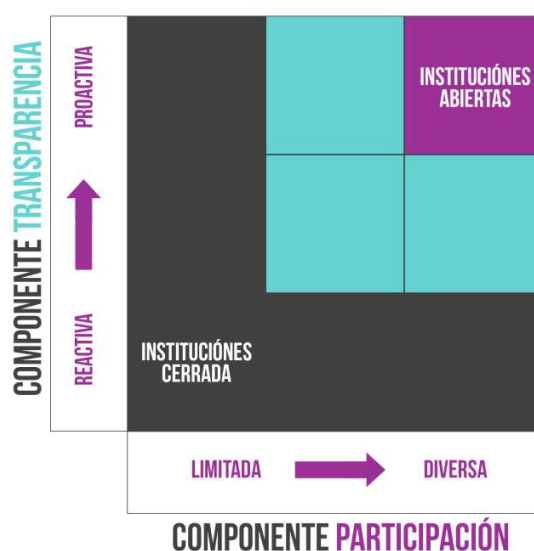 COMPONENTE TRANSPARENCIA
PROACTIVA
REACTIVA
INSTITUCIÓNES
ABIERTAS
INSTITUCIÓNES
CERRADA
LIMITADA
DIVERSA
COMPONENTE PARTICIPACIÓN